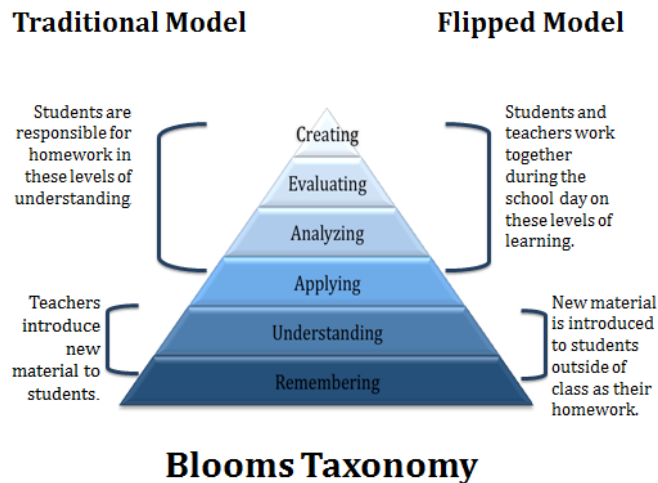 Traditional Model
Flipped Model
Students are
responsible for
homework in
these levels of
understanding
Students and
teachers work
together
during the
school day on
these levels of
learning.
Creating
Evaluating
Analyzing
Applying
Understanding
Remembering
Teachers
introduce
new
material to
students.
New material
is introduced
to students
outside of
class as their
homework.
Blooms Taxonomy